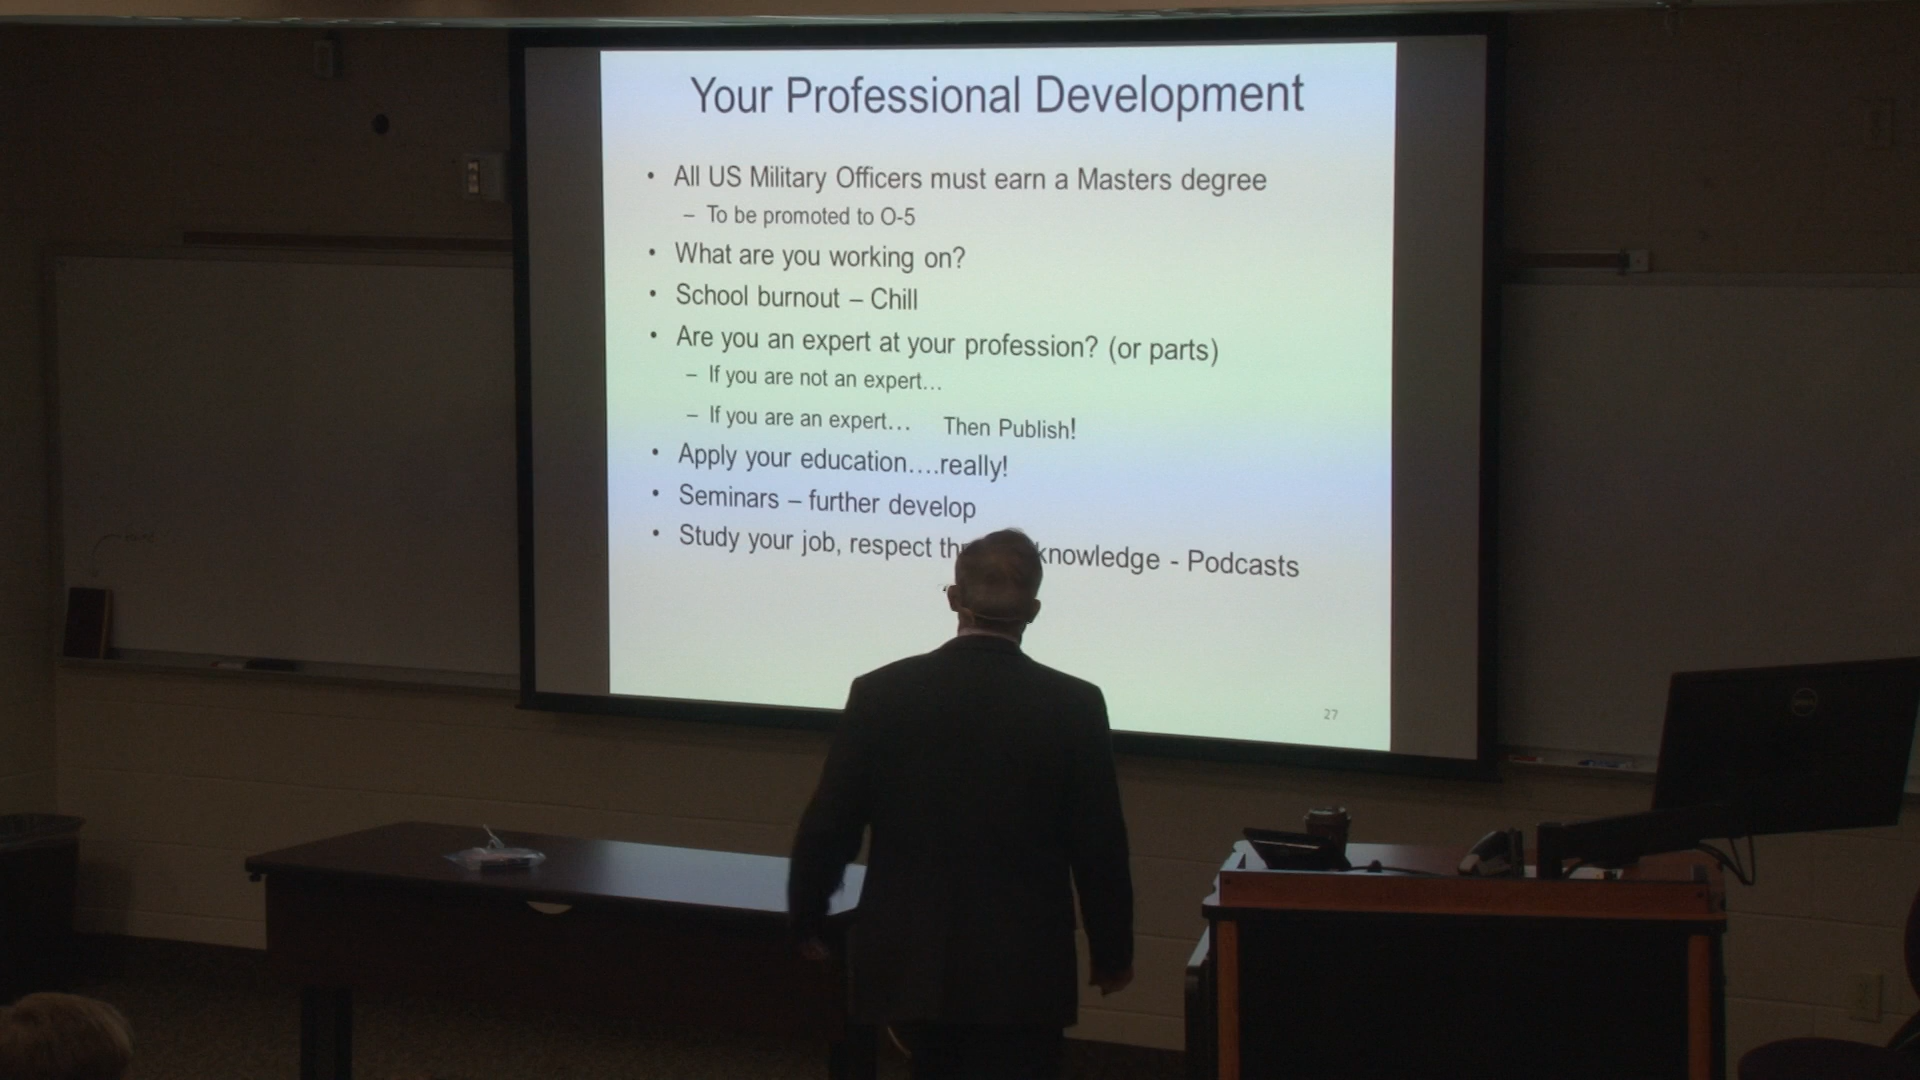 Your Professional Development
• All US Military Officers must earn a Masters degree
– To be promoted to O-5
• What are you working on?
• School burnout – Chill
• Are you an expert at your profession? (or parts)
– If you are not an expert…
– If you are an expert… Then Publish!
• Apply your education….really!
• Seminars – further develop
• Study your job, respect knowledge - Podcasts
27
DELL